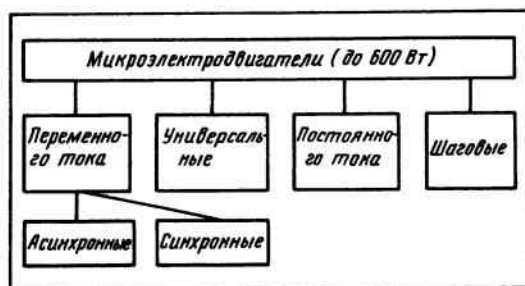 Микроэлектродвигатели (до 600 Вт)
Переменно-
го тока
Универсаль-
ные
Постоянно-
го тока
Шаговые
Асинхронные
Синхронные